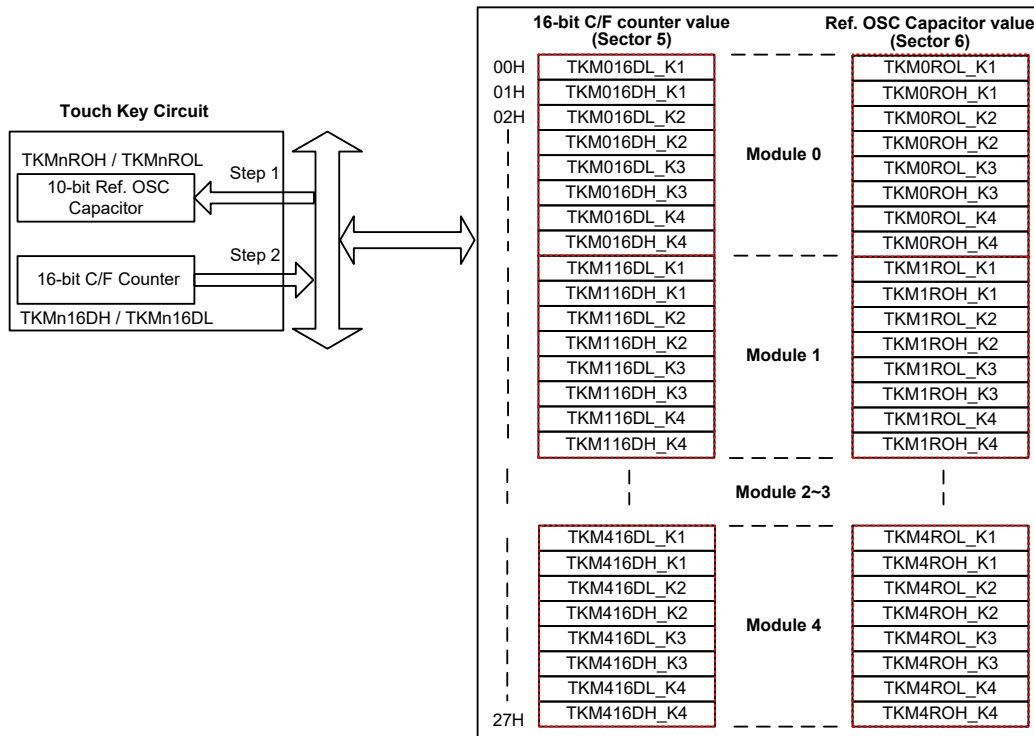 Touch Key Circuit
TKMnROH / TKMnROL
10-bit Ref. OSC
Capacitor
Step 1
16-bit C/F Counter
Step 2
TKMn16DH / TKMn16DL
16-bit C/F counter value
(Sector 5)
Ref. OSC Capacitor value
(Sector 6)
00H TKM016DL_K1 TKM0ROL_K1
01H TKM016DH_K1 TKM0ROH_K1
02H TKM016DL_K2 TKM0ROL_K2
TKM016DH_K2 TKM0ROH_K2
Module 0
TKM016DL_K3 TKM0ROL_K3
TKM016DH_K3 TKM0ROH_K3
TKM016DL_K4 TKM0ROL_K4
TKM016DH_K4 TKM0ROH_K4
TKM116DL_K1 TKM1ROL_K1
TKM116DH_K1 TKM1ROH_K1
TKM116DL_K2 TKM1ROL_K2
TKM116DH_K2 TKM1ROH_K2
Module 1
TKM116DL_K3 TKM1ROL_K3
TKM116DH_K3 TKM1ROH_K3
TKM116DL_K4 TKM1ROL_K4
TKM116DH_K4 TKM1ROH_K4
Module 2~3
TKM416DL_K1 TKM4ROL_K1
TKM416DH_K1 TKM4ROH_K1
TKM416DL_K2 TKM4ROL_K2
TKM416DH_K2 TKM4ROH_K2
Module 4
TKM416DL_K3 TKM4ROL_K3
TKM416DH_K3 TKM4ROH_K3
TKM416DL_K4 TKM4ROL_K4
27H TKM416DH_K4 TKM4ROH_K4